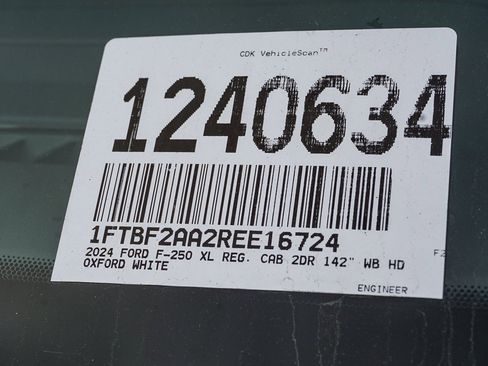 CDK VehicleScan™
1240634
1FTBF2AA2REE16724
2024 FORD F-250 XL REG. CAB 2DR 142" WB HD
OXFORD WHITE
ENGINEER